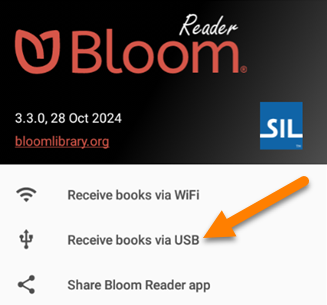 Reader
Bloom®
3.3.0, 28 Oct 2024
SIL
bloomlibrary.org
Receive books via WiFi
Receive books via USB
Share Bloom Reader app